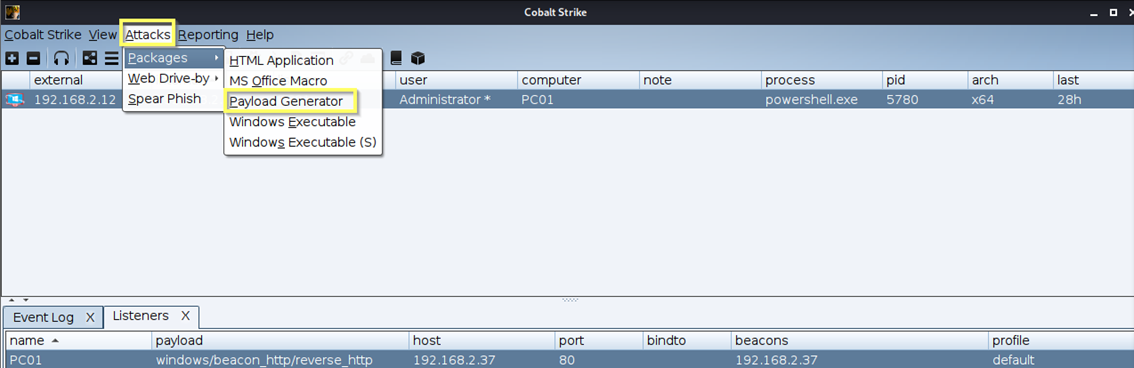 Cobalt Strike
Cobalt Strike View Attacks Reporting Help
Packages
Web Drive-by
Spear Phish
HTML Application
MS Office Macro
Payload Generator
Windows Executable
Windows Executable (S)
external user computer note process pid arch last
192.168.2.12 Administrator * PC01 powershell.exe 5780 x64 28h
Event Log X Listeners X
name payload host port bindto beacons profile
PC01 windows/beacon_http/reverse_http 192.168.2.37 80 192.168.2.37 default